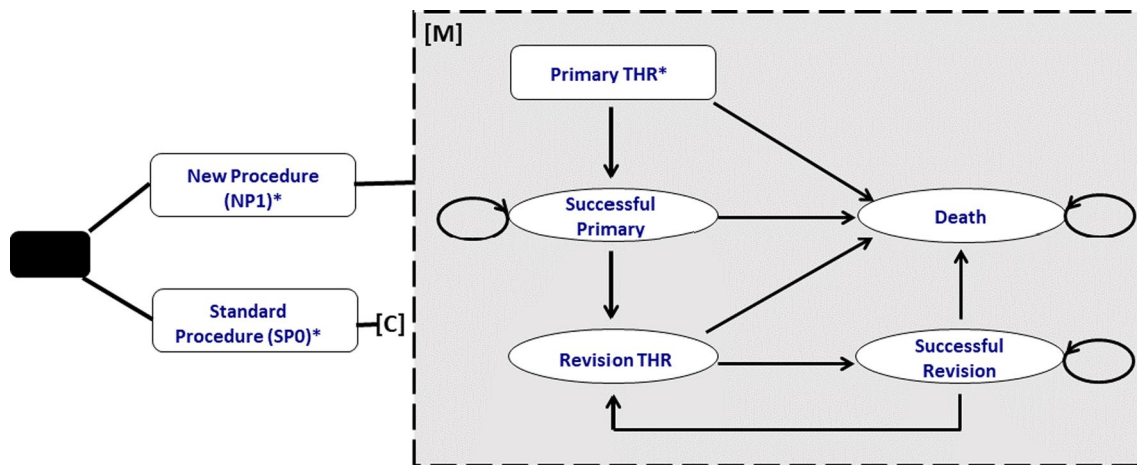 [M]
Primary THR*
New Procedure
(NP1)*
Successful
Primary
Death
Standard
Procedure (SP0)*
[C]
Revision THR
Successful
Revision